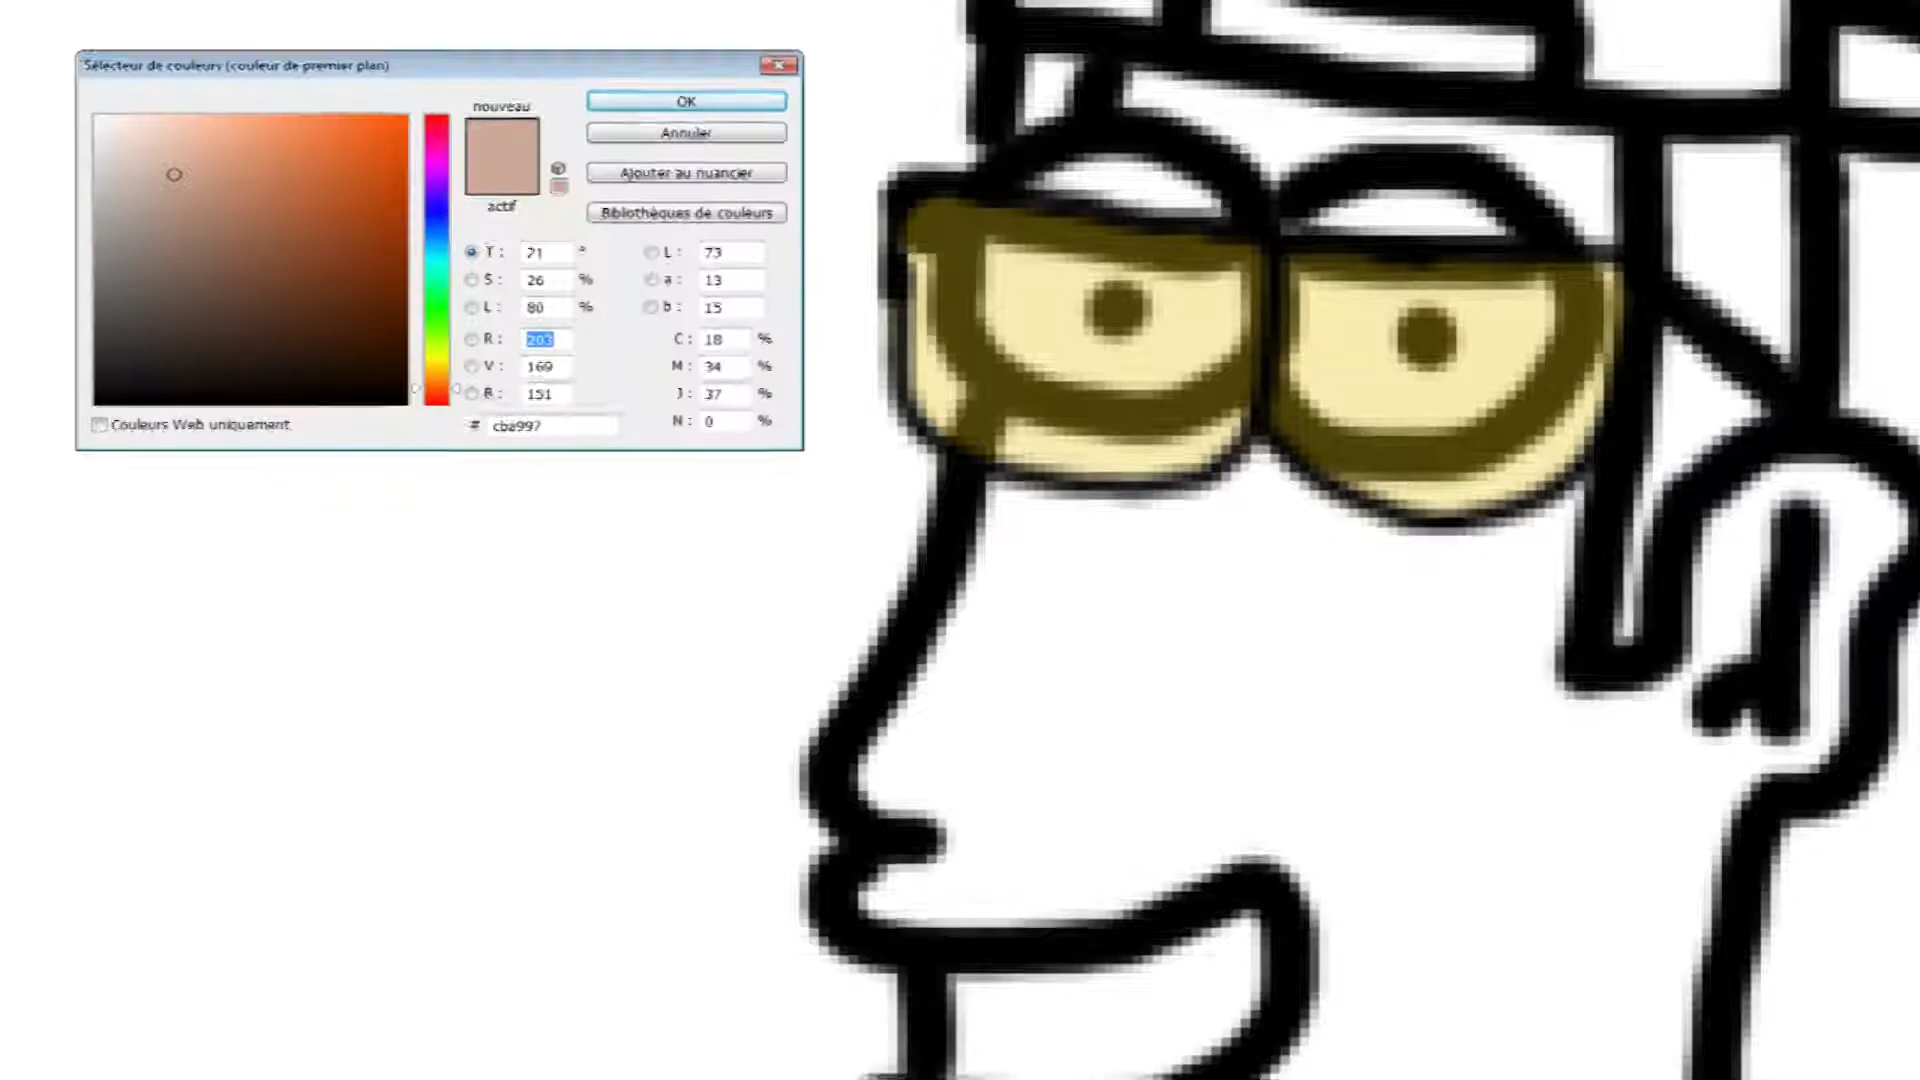 Sélecteur de couleurs (couleur de premier plan)
nouveau
OK
Annuler
Ajouter au nuancier
actif
Bibliothèques de couleurs
T : 21 ° L : 73
S : 26 % a : 13
L : 80 % b : 15
R : 203 C : 18 %
V : 169 M : 34 %
B : 151 J : 37 %
# cba997 N : 0 %
Couleurs Web uniquement